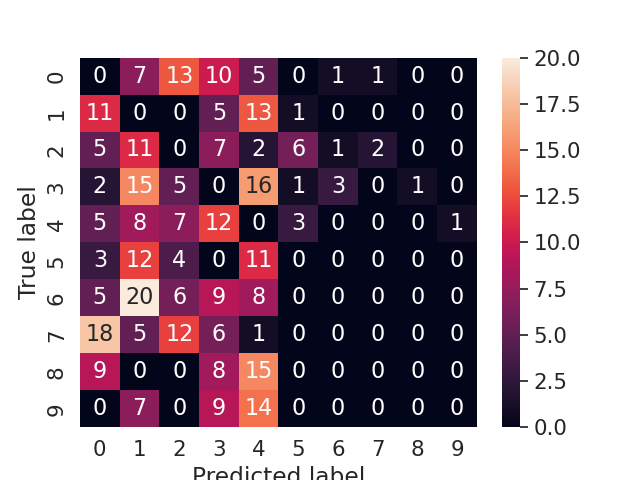 0 0 7 13 10 5 0 1 1 0 0 20.0
1 11 0 0 5 13 1 0 0 0 0 17.5
2 5 11 0 7 2 6 1 2 0 0 15.0
3 2 15 5 0 16 1 3 0 1 0 12.5
4 5 8 7 12 0 3 0 0 0 1 10.0
5 3 12 4 0 11 0 0 0 0 0 7.5
6 5 20 6 9 8 0 0 0 0 0 5.0
7 18 5 12 6 1 0 0 0 0 0 2.5
8 9 0 0 8 15 0 0 0 0 0 0.0
9 0 7 0 9 14 0 0 0 0 0
0 1 2 3 4 5 6 7 8 9
True label
Predicted label